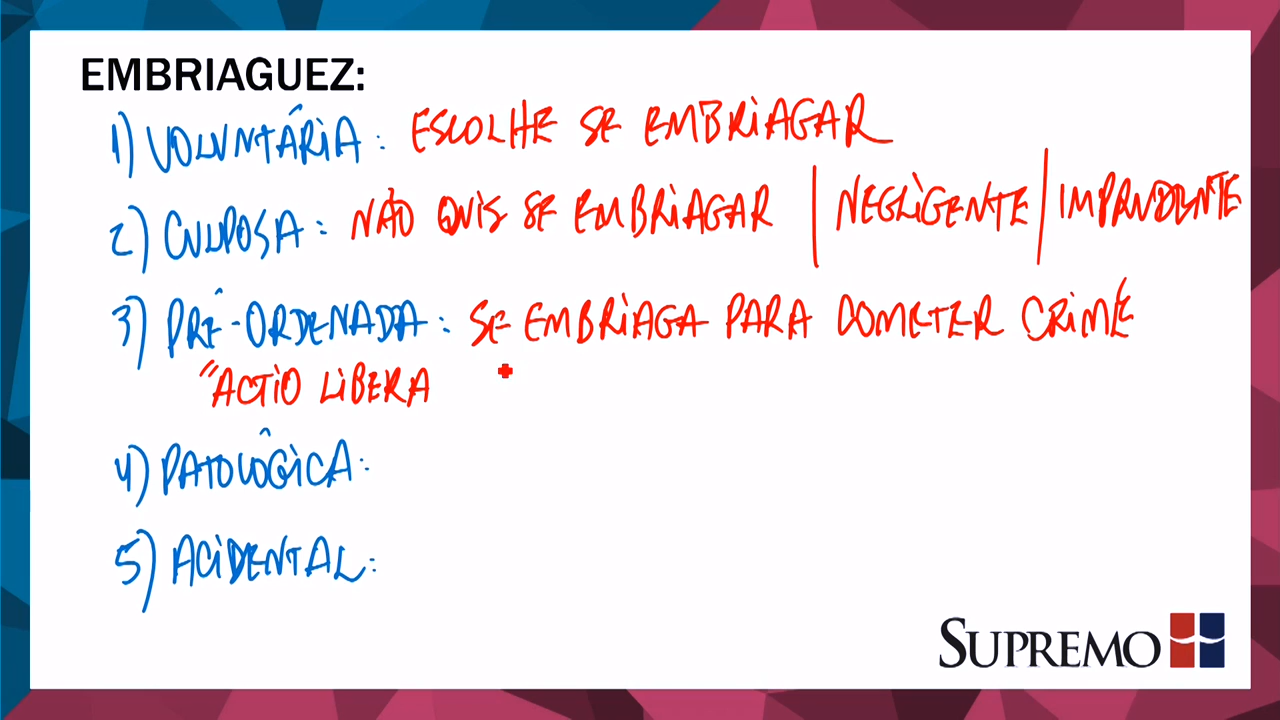 EMBRIAGUEZ:
1) VOLUNTÁRIA: ESCOLHE SE EMBRIAGAR
2) CULPOSA: NÃO QUIS SE EMBRIAGAR | NEGLIGENTE | IMPRUDENTE
3) PRÉ-ORDENADA: SE EMBRIAGA PARA COMETER CRIME
"ACTIO LIBERA
4) PATOLÓGICA:
5) ACIDENTAL:
SUPREMO